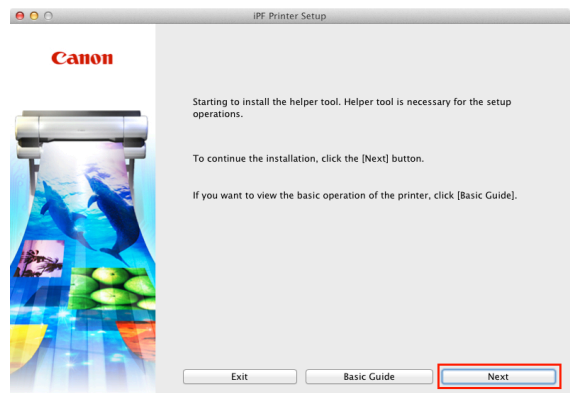 iPF Printer Setup
Canon
Starting to install the helper tool. Helper tool is necessary for the setup
operations.
To continue the installation, click the [Next] button.
If you want to view the basic operation of the printer, click [Basic Guide].
Exit
Basic Guide
Next